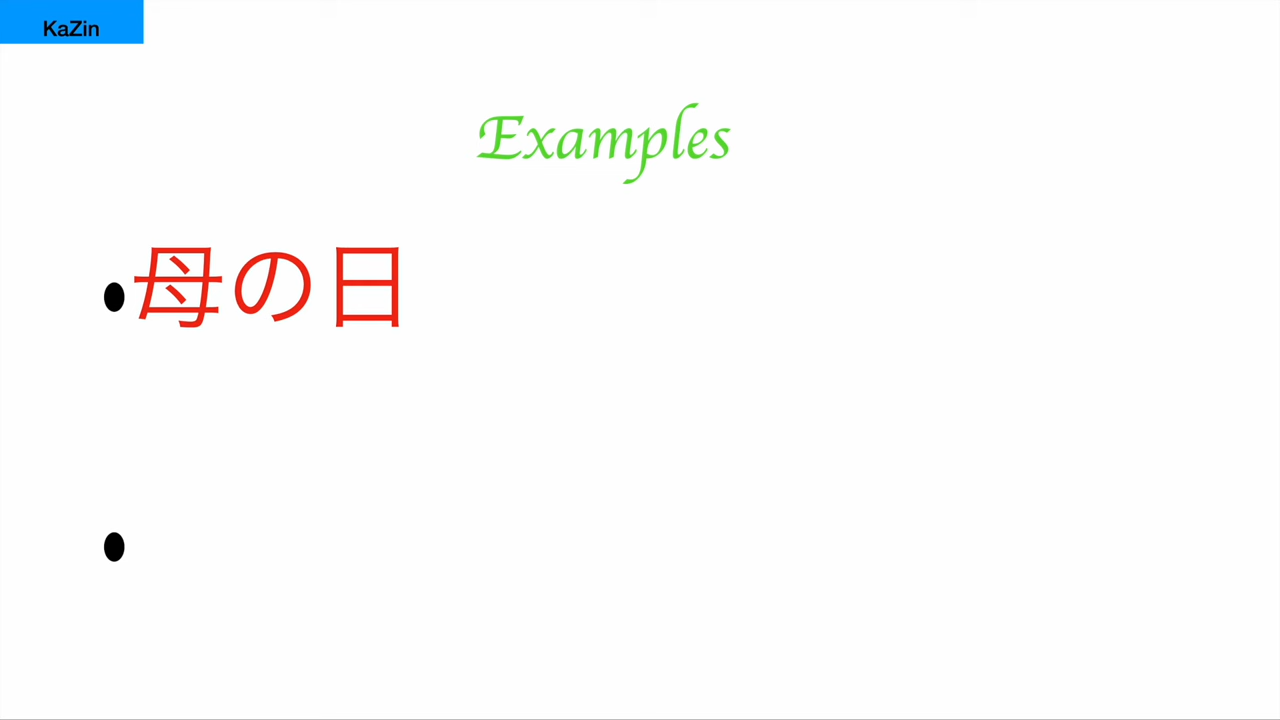 KaZin
Examples
•母の日
•